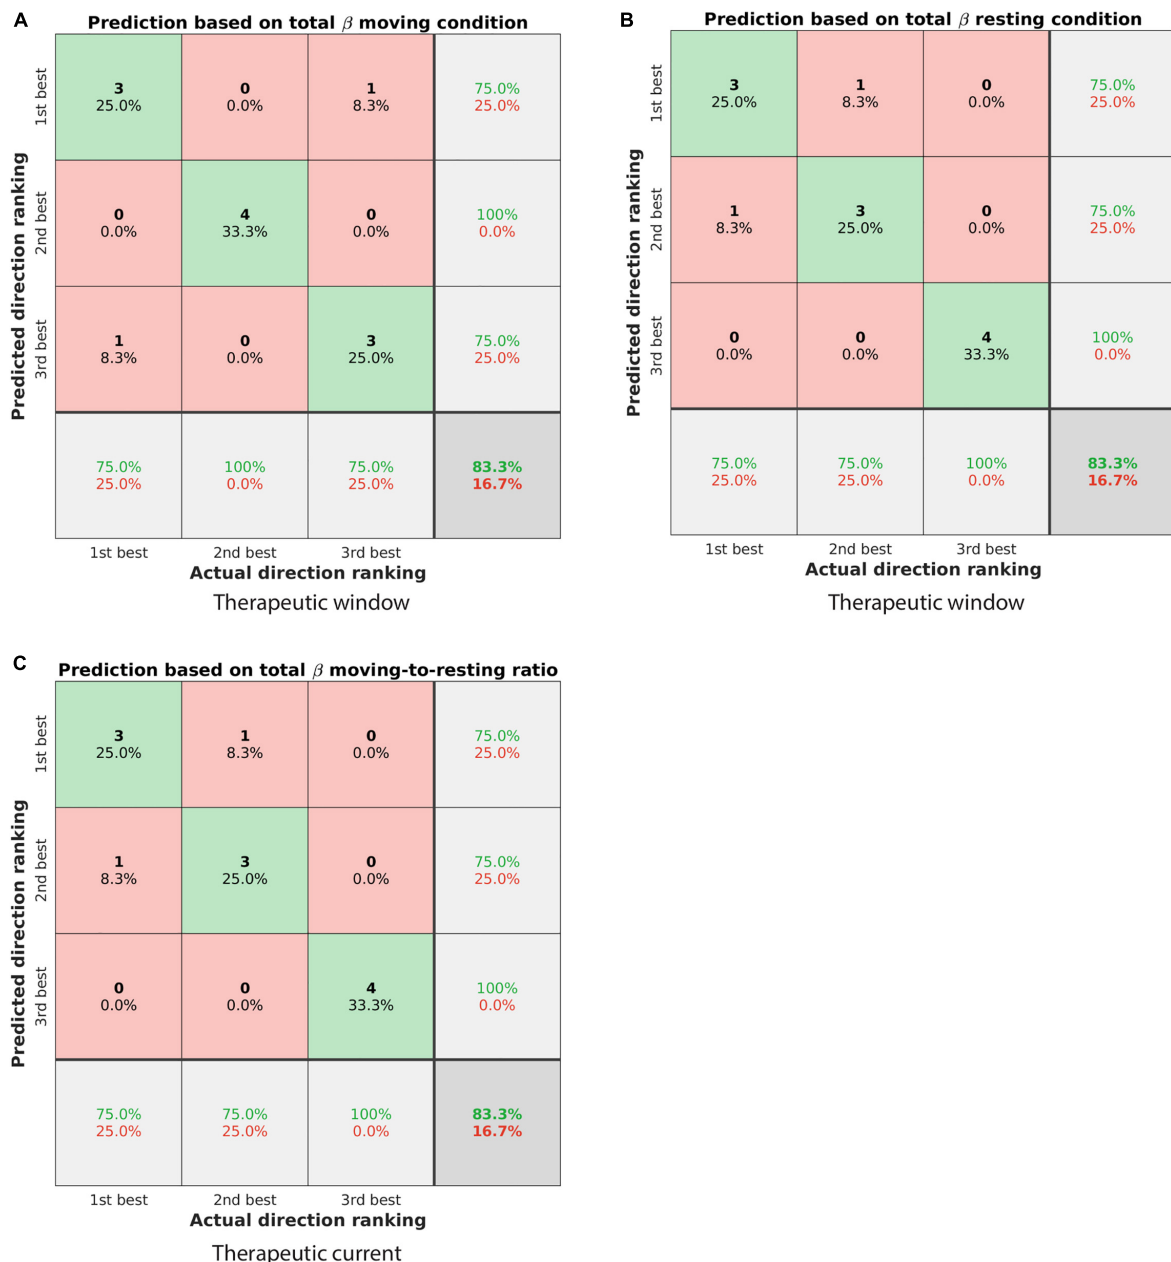 A
Prediction based on total β moving condition
Predicted direction ranking
1st best
3 0 1 75.0%
25.0% 0.0% 8.3% 25.0%
2nd best
0 4 0 100%
0.0% 33.3% 0.0% 0.0%
3rd best
1 0 3 75.0%
8.3% 0.0% 25.0% 25.0%
75.0% 100% 75.0% 83.3%
25.0% 0.0% 25.0% 16.7%
1st best 2nd best 3rd best
Actual direction ranking
Therapeutic window
B
Prediction based on total β resting condition
Predicted direction ranking
1st best
3 1 0 75.0%
25.0% 8.3% 0.0% 25.0%
2nd best
1 3 0 75.0%
8.3% 25.0% 0.0% 25.0%
3rd best
0 0 4 100%
0.0% 0.0% 33.3% 0.0%
75.0% 75.0% 100% 83.3%
25.0% 25.0% 0.0% 16.7%
1st best 2nd best 3rd best
Actual direction ranking
Therapeutic window
C
Prediction based on total β moving-to-resting ratio
Predicted direction ranking
1st best
3 1 0 75.0%
25.0% 8.3% 0.0% 25.0%
2nd best
1 3 0 75.0%
8.3% 25.0% 0.0% 25.0%
3rd best
0 0 4 100%
0.0% 0.0% 33.3% 0.0%
75.0% 75.0% 100% 83.3%
25.0% 25.0% 0.0% 16.7%
1st best 2nd best 3rd best
Actual direction ranking
Therapeutic current